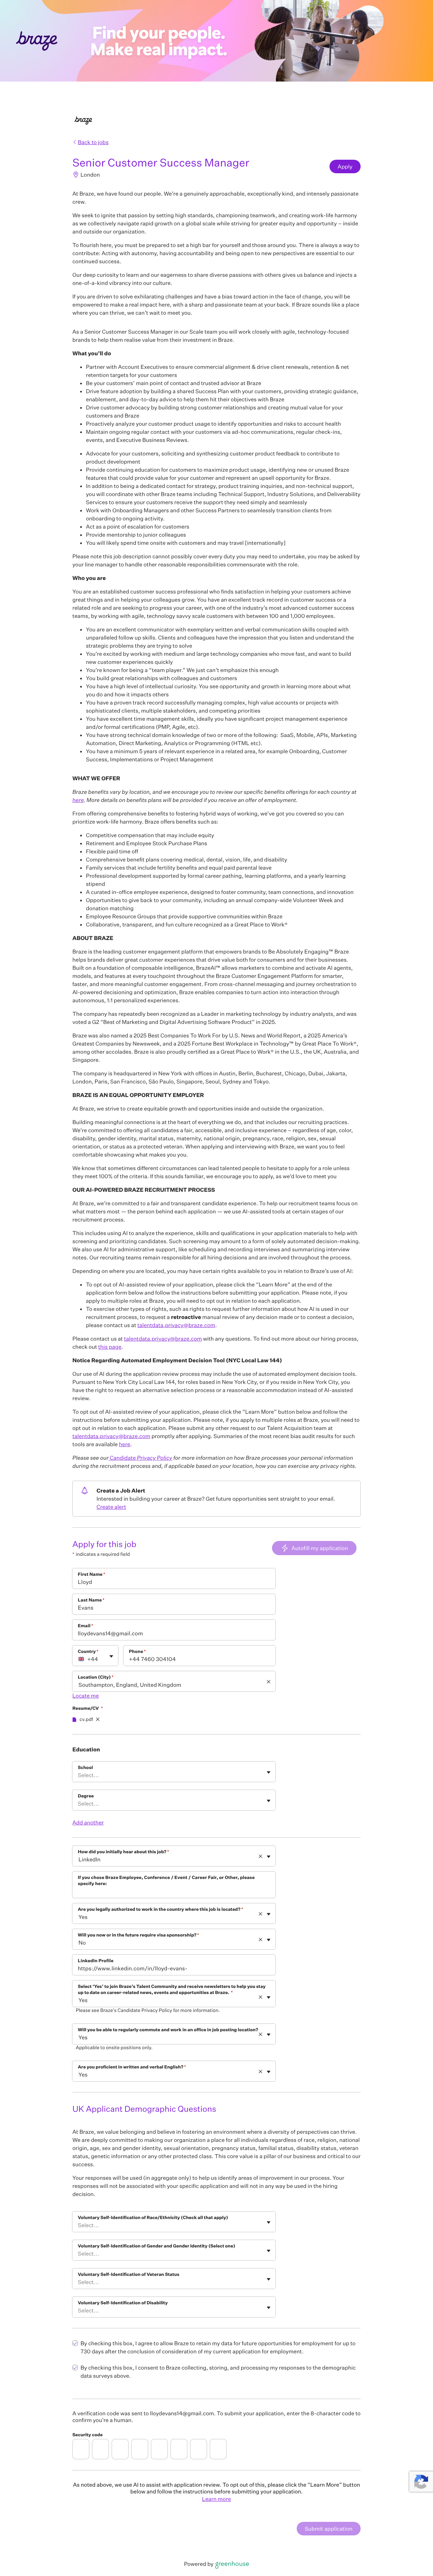 braze
Find your people.
Make real impact.
braze
Back to jobs
Senior Customer Success Manager
Apply
London
At Braze, we have found our people. We're a genuinely approachable, exceptionally kind, and intensely passionate
crew.
We seek to ignite that passion by setting high standards, championing teamwork, and creating work-life harmony
as we collectively navigate rapid growth on a global scale while striving for greater equity and opportunity – inside
and outside our organization.
To flourish here, you must be prepared to set a high bar for yourself and those around you. There is always a way to
contribute: Acting with autonomy, having accountability and being open to new perspectives are essential to our
continued success.
Our deep curiosity to learn and our eagerness to share diverse passions with others gives us balance and injects a
one-of-a-kind vibrancy into our culture.
If you are driven to solve exhilarating challenges and have a bias toward action in the face of change, you will be
empowered to make a real impact here, with a sharp and passionate team at your back. If Braze sounds like a place
where you can thrive, we can't wait to meet you.
As a Senior Customer Success Manager in our Scale team you will work closely with agile, technology-focused
brands to help them realise value from their investment in Braze.
What you'll do
Partner with Account Executives to ensure commercial alignment & drive client renewals, retention & net
retention targets for your customers
Be your customers' main point of contact and trusted advisor at Braze
Drive feature adoption by building a shared Success Plan with your customers, providing strategic guidance,
enablement, and day-to-day advice to help them hit their objectives with Braze
Drive customer advocacy by building strong customer relationships and creating mutual value for your
customers and Braze
Proactively analyze your customer product usage to identify opportunities and risks to account health
Maintain ongoing regular contact with your customers via ad-hoc communications, regular check-ins,
events, and Executive Business Reviews.
Advocate for your customers, soliciting and synthesizing customer product feedback to contribute to
product development
Provide continuing education for customers to maximize product usage, identifying new or unused Braze
features that could provide value for your customer and represent an upsell opportunity for Braze.
In addition to being a dedicated contact for strategy, product training inquiries, and non-technical support,
you will coordinate with other Braze teams including Technical Support, Industry Solutions, and Deliverability
Services to ensure your customers receive the support they need simply and seamlessly
Work with Onboarding Managers and other Success Partners to seamlessly transition clients from
onboarding to ongoing activity.
Act as a point of escalation for customers
Provide mentorship to junior colleagues
You will likely spend time onsite with customers and may travel (internationally)
Please note this job description cannot possibly cover every duty you may need to undertake, you may be asked by
your line manager to handle other reasonable responsibilities commensurate with the role.
Who you are
You are an established customer success professional who finds satisfaction in helping your customers achieve
great things and in helping your colleagues grow. You have an excellent track record in customer success or a
related field and are seeking to progress your career with one of the industry's most advanced customer success
teams, by working with agile, technology savvy scale customers with between 100 and 1,000 employees.
You are an excellent communicator with exemplary written and verbal communication skills coupled with
unparalleled follow up skills. Clients and colleagues have the impression that you listen and understand the
strategic problems they are trying to solve
You're excited by working with medium and large technology companies who move fast, and want to build
new customer experiences quickly
You're known for being a "team player." We just can't emphasize this enough
You build great relationships with colleagues and customers
You have a high level of intellectual curiosity. You see opportunity and growth in learning more about what
you do and how it impacts others
You have a proven track record successfully managing complex, high value accounts or projects with
sophisticated clients, multiple stakeholders, and competing priorities
You have excellent time management skills, ideally you have significant project management experience
and/or formal certifications (PMP, Agile, etc).
You have strong technical domain knowledge of two or more of the following: SaaS, Mobile, APIs, Marketing
Automation, Direct Marketing, Analytics or Programming (HTML etc).
You have a minimum 5 years of relevant experience in a related area, for example Onboarding, Customer
Success, Implementations or Project Management
WHAT WE OFFER
Braze benefits vary by location, and we encourage you to review our specific benefits offerings for each country at
here. More details on benefits plans will be provided if you receive an offer of employment.
From offering comprehensive benefits to fostering hybrid ways of working, we've got you covered so you can
prioritize work-life harmony. Braze offers benefits such as:
Competitive compensation that may include equity
Retirement and Employee Stock Purchase Plans
Flexible paid time off
Comprehensive benefit plans covering medical, dental, vision, life, and disability
Family services that include fertility benefits and equal paid parental leave
Professional development supported by formal career pathing, learning platforms, and a yearly learning
stipend
A curated in-office employee experience, designed to foster community, team connections, and innovation
Opportunities to give back to your community, including an annual company-wide Volunteer Week and
donation matching
Employee Resource Groups that provide supportive communities within Braze
Collaborative, transparent, and fun culture recognized as a Great Place to Work®
ABOUT BRAZE
Braze is the leading customer engagement platform that empowers brands to Be Absolutely Engaging™ Braze
helps brands deliver great customer experiences that drive value both for consumers and for their businesses.
Built on a foundation of composable intelligence, BrazeAI™ allows marketers to combine and activate AI agents,
models, and features at every touchpoint throughout the Braze Customer Engagement Platform for smarter,
faster, and more meaningful customer engagement. From cross-channel messaging and journey orchestration to
AI-powered decisioning and optimization, Braze enables companies to turn action into interaction through
autonomous, 1:1 personalized experiences.
The company has repeatedly been recognized as a Leader in marketing technology by industry analysts, and was
voted a G2 "Best of Marketing and Digital Advertising Software Product" in 2025.
Braze was also named a 2025 Best Companies To Work For by U.S. News and World Report, a 2025 America's
Greatest Companies by Newsweek, and a 2025 Fortune Best Workplace in Technology™ by Great Place To Work®,
among other accolades. Braze is also proudly certified as a Great Place to Work® in the U.S., the UK, Australia, and
Singapore.
The company is headquartered in New York with offices in Austin, Berlin, Bucharest, Chicago, Dubai, Jakarta,
London, Paris, San Francisco, São Paulo, Singapore, Seoul, Sydney and Tokyo.
BRAZE IS AN EQUAL OPPORTUNITY EMPLOYER
At Braze, we strive to create equitable growth and opportunities inside and outside the organization.
Building meaningful connections is at the heart of everything we do, and that includes our recruiting practices.
We're committed to offering all candidates a fair, accessible, and inclusive experience – regardless of age, color,
disability, gender identity, marital status, maternity, national origin, pregnancy, race, religion, sex, sexual
orientation, or status as a protected veteran. When applying and interviewing with Braze, we want you to feel
comfortable showcasing what makes you you.
We know that sometimes different circumstances can lead talented people to hesitate to apply for a role unless
they meet 100% of the criteria. If this sounds familiar, we encourage you to apply, as we'd love to meet you
OUR AI-POWERED BRAZE RECRUITMENT PROCESS
At Braze, we're committed to a fair and transparent candidate experience. To help our recruitment teams focus on
what matters most — the person behind each application — we use AI-assisted tools at certain stages of our
recruitment process.
This includes using AI to analyze the experience, skills and qualifications in your application materials to help with
screening and prioritizing candidates. Such screening may amount to a form of solely automated decision-making.
We also use AI for administrative support, like scheduling and recording interviews and summarizing interview
notes. Our recruiting teams remain responsible for all hiring decisions and are involved throughout the process.
Depending on where you are located, you may have certain rights available to you in relation to Braze's use of AI:
To opt out of AI-assisted review of your application, please click the "Learn More" at the end of the
application form below and follow the instructions before submitting your application. Please note, if you
apply to multiple roles at Braze, you will need to opt out in relation to each application.
To exercise other types of rights, such as to obtain further information about how AI is used in our
recruitment process, to request a retroactive manual review of any decision made or to contest a decision,
please contact us at talentdata.privacy@braze.com.
Please contact us at talentdata.privacy@braze.com with any questions. To find out more about our hiring process,
check out this page.
Notice Regarding Automated Employment Decision Tool (NYC Local Law 144)
Our use of AI during the application review process may include the use of automated employment decision tools.
Pursuant to New York City Local Law 144, for roles based in New York City, or if you reside in New York City, you
have the right to request an alternative selection process or a reasonable accommodation instead of AI-assisted
review.
To opt out of AI-assisted review of your application, please click the "Learn More" button below and follow the
instructions before submitting your application. Please note, if you apply to multiple roles at Braze, you will need to
opt out in relation to each application. Please submit any other request to our Talent Acquisition team at
talentdata.privacy@braze.com promptly after applying. Summaries of the most recent bias audit results for such
tools are available here.
Please see our Candidate Privacy Policy for more information on how Braze processes your personal information
during the recruitment process and, if applicable based on your location, how you can exercise any privacy rights.
Create a Job Alert
Interested in building your career at Braze? Get future opportunities sent straight to your email.
Create alert
Apply for this job
Autofill my application
* indicates a required field
First Name*
Lloyd
Last Name*
Evans
Email*
lloydevans14@gmail.com
Country* Phone*
+44 +44 7460 304104
Location (City)*
Southampton, England, United Kingdom
Locate me
Resume/CV *
cv.pdf
Education
School
Select...
Degree
Select...
Add another
How did you initially hear about this job?*
LinkedIn
If you chose Braze Employee, Conference / Event / Career Fair, or Other, please
specify here:
Are you legally authorized to work in the country where this job is located?*
Yes
Will you now or in the future require visa sponsorship?*
No
LinkedIn Profile
https://www.linkedin.com/in/lloyd-evans-
Select 'Yes' to join Braze's Talent Community and receive newsletters to help you stay
up to date on career-related news, events and opportunities at Braze. *
Yes
Please see Braze's Candidate Privacy Policy for more information.
Will you be able to regularly commute and work in an office in job posting location?
Yes
Applicable to onsite positions only.
Are you proficient in written and verbal English?*
Yes
UK Applicant Demographic Questions
At Braze, we value belonging and believe in fostering an environment where a diversity of perspectives can thrive.
We are deeply committed to making our organization a place for all individuals regardless of race, religion, national
origin, age, sex and gender identity, sexual orientation, pregnancy status, familial status, disability status, veteran
status, genetic information or any other protected class. This core value is a pillar of our business and critical to our
success.
Your responses will be used (in aggregate only) to help us identify areas of improvement in our process. Your
responses will not be associated with your specific application and will not in any way be used in the hiring
decision.
Voluntary Self-Identification of Race/Ethnicity (Check all that apply)
Select...
Voluntary Self-Identification of Gender and Gender Identity (Select one)
Select...
Voluntary Self-Identification of Veteran Status
Select...
Voluntary Self-Identification of Disability
Select...
By checking this box, I agree to allow Braze to retain my data for future opportunities for employment for up to
730 days after the conclusion of consideration of my current application for employment.
By checking this box, I consent to Braze collecting, storing, and processing my responses to the demographic
data surveys above.
A verification code was sent to lloydevans14@gmail.com. To submit your application, enter the 8-character code to
confirm you're a human.
Security code
As noted above, we use AI to assist with application review. To opt out of this, please click the "Learn More" button
below and follow the instructions before submitting your application.
Learn more
Submit application
Powered by greenhouse